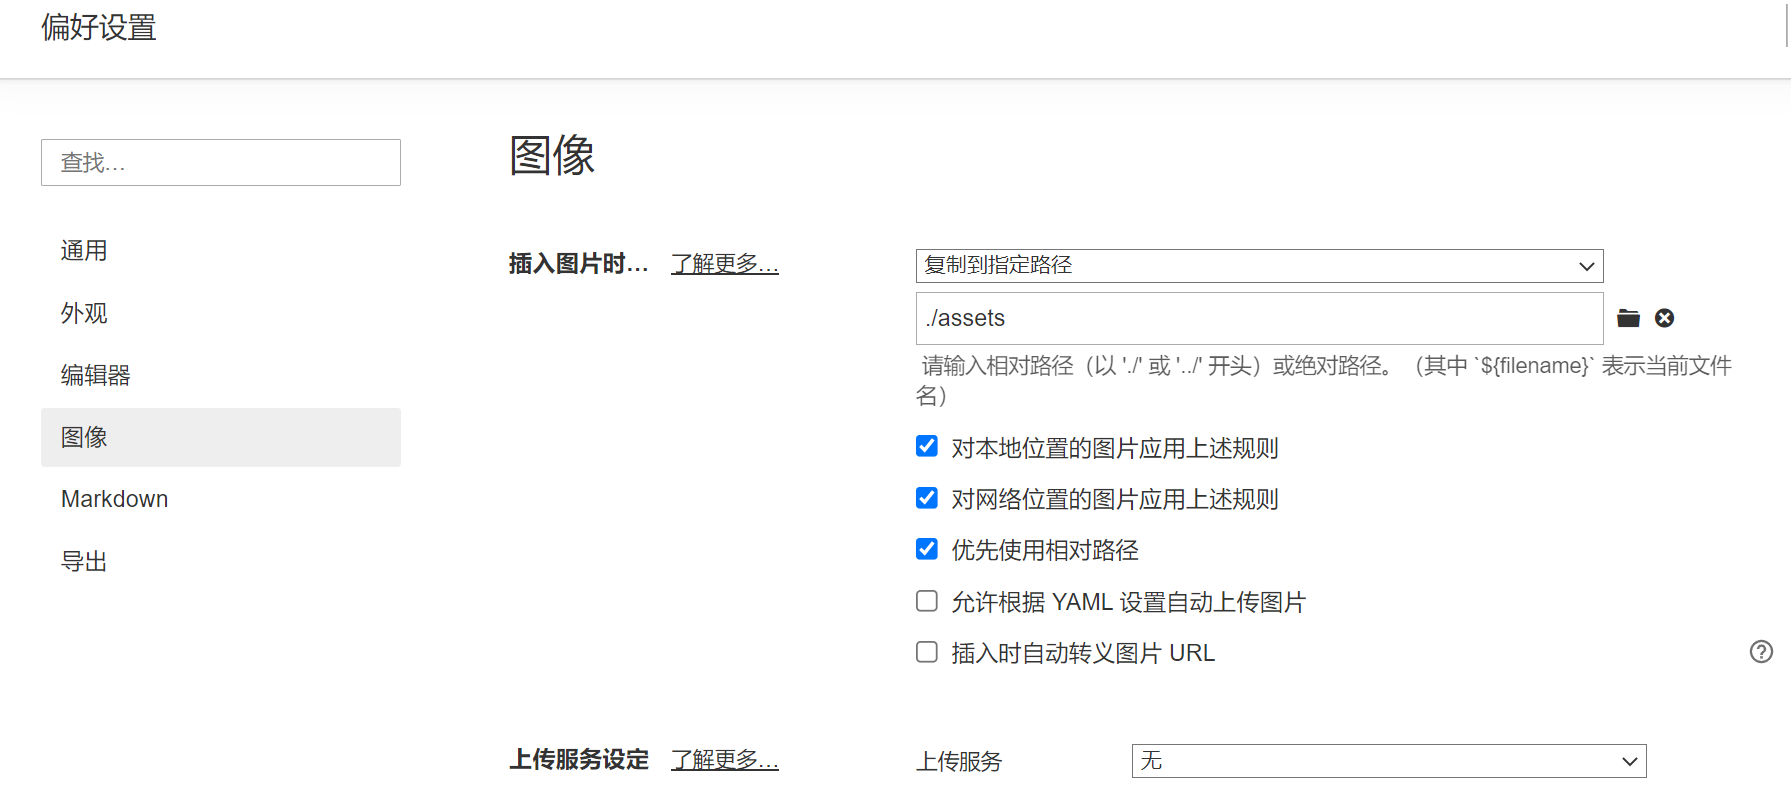 偏好设置
查找...
图像
通用
外观
编辑器
图像
Markdown
导出
插入图片时... 了解更多...
复制到指定路径
./assets
请输入相对路径（以 './' 或 '../' 开头）或绝对路径。（其中 `${filename}` 表示当前文件
名）
对本地位置的图片应用上述规则
对网络位置的图片应用上述规则
优先使用相对路径
允许根据 YAML 设置自动上传图片
插入时自动转义图片 URL
上传服务设定 了解更多...
上传服务 无